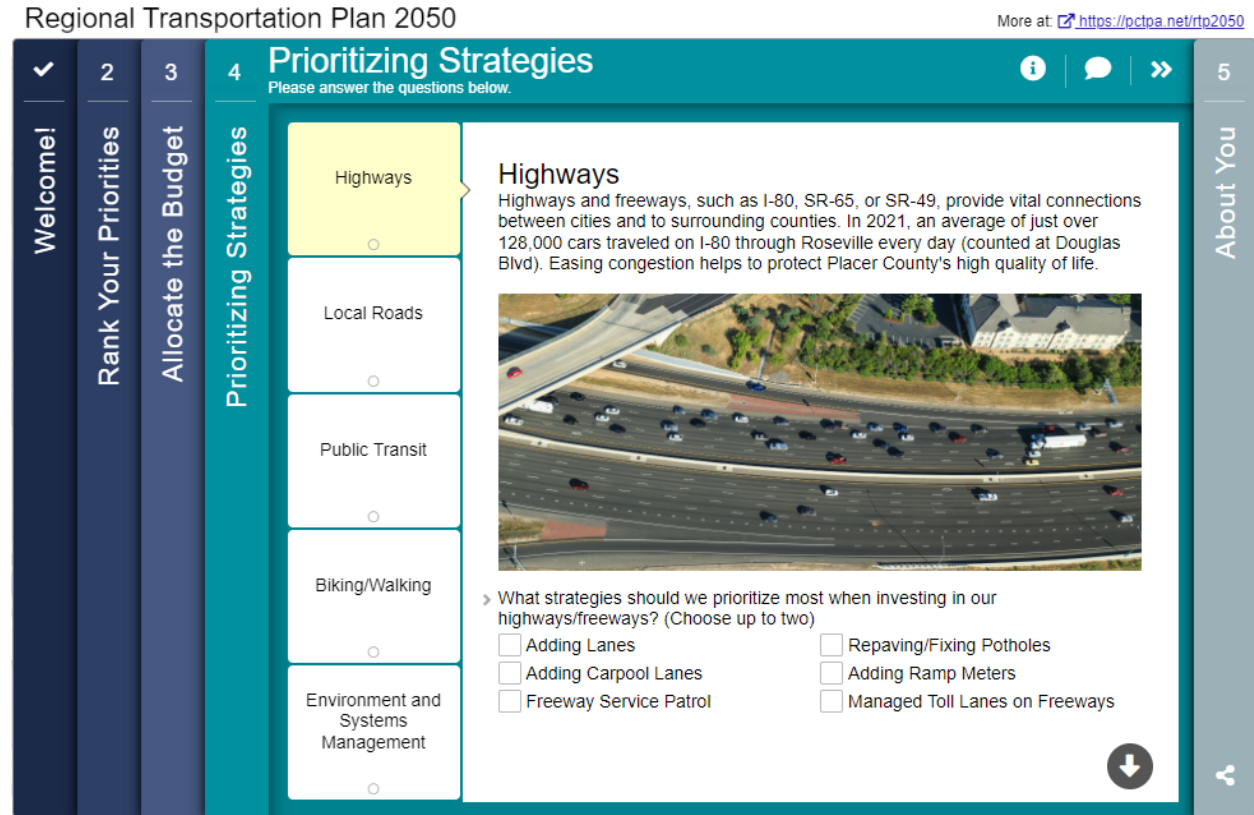 Regional Transportation Plan 2050
More at: https://pctpa.net/rtp2050
Welcome!
2
Rank Your Priorities
3
Allocate the Budget
4
Prioritizing Strategies
Prioritizing Strategies
Please answer the questions below.
Highways
Local Roads
Public Transit
Biking/Walking
Environment and
Systems
Management
Highways
Highways and freeways, such as I-80, SR-65, or SR-49, provide vital connections
between cities and to surrounding counties. In 2021, an average of just over
128,000 cars traveled on I-80 through Roseville every day (counted at Douglas
Blvd). Easing congestion helps to protect Placer County's high quality of life.
What strategies should we prioritize most when investing in our
highways/freeways? (Choose up to two)
Adding Lanes
Repaving/Fixing Potholes
Adding Carpool Lanes
Adding Ramp Meters
Freeway Service Patrol
Managed Toll Lanes on Freeways
5
About You